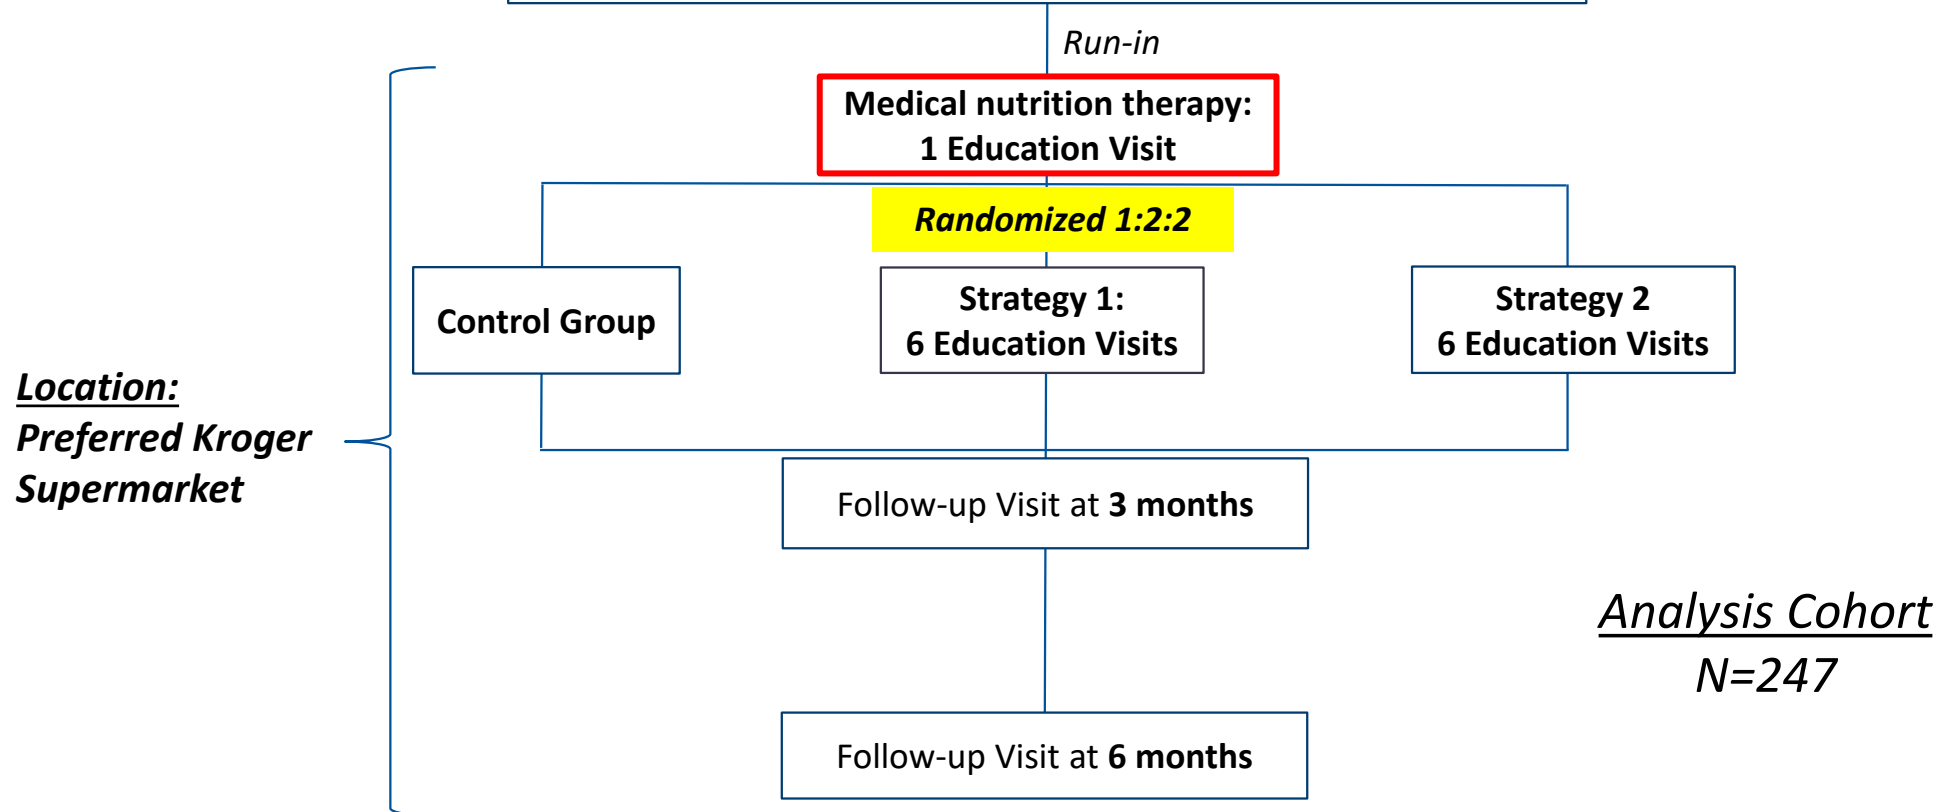 Run-in
Medical nutrition therapy:
1 Education Visit
Randomized 1:2:2
Control Group
Strategy 1:
6 Education Visits
Strategy 2
6 Education Visits
Location:
Preferred Kroger
Supermarket
Follow-up Visit at 3 months
Analysis Cohort
N=247
Follow-up Visit at 6 months